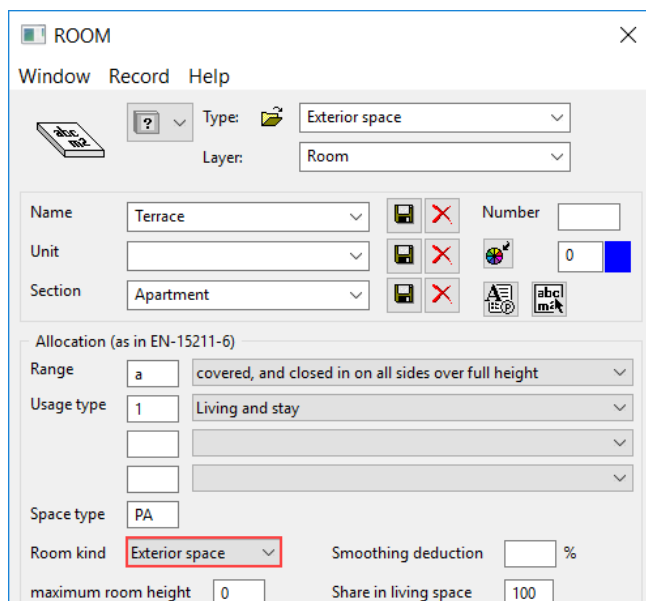 ROOM
Window Record Help
abc m2
?
Type: Exterior space
Layer: Room
Name Terrace Number
Unit 0
Section Apartment
Allocation (as in EN-15211-6)
Range a covered, and closed in on all sides over full height
Usage type 1 Living and stay
Space type PA
Room kind Exterior space Smoothing deduction %
maximum room height 0 Share in living space 100